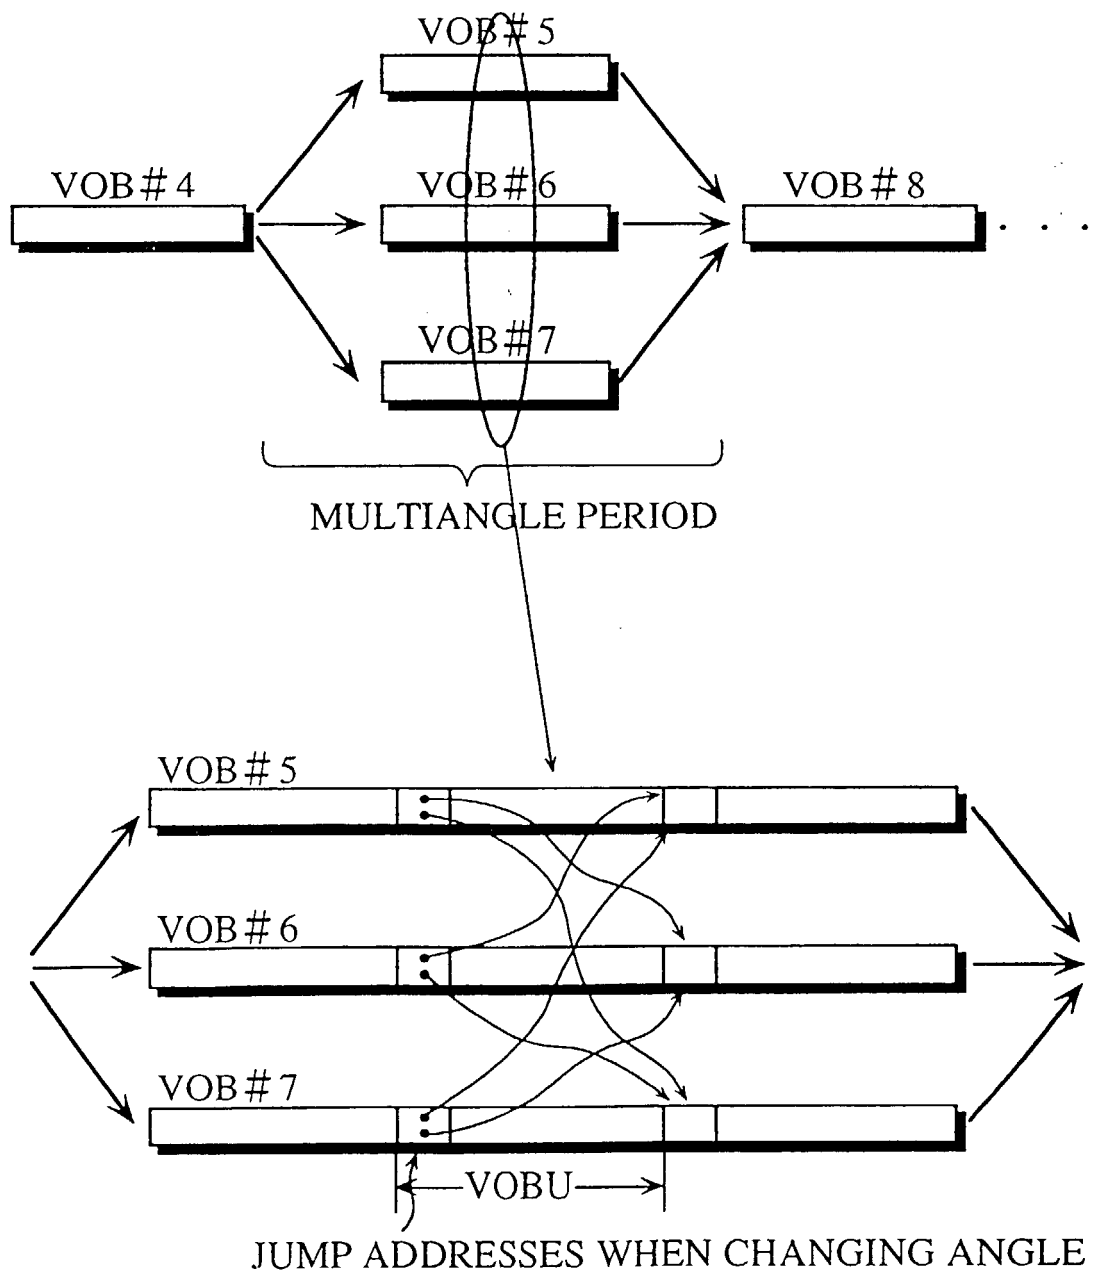 VOB#5
VOB#4
VOB#6
VOB#8
. . .
VOB#7
MULTIANGLE PERIOD
VOB#5
VOB#6
VOB#7
VOBU
JUMP ADDRESSES WHEN CHANGING ANGLE